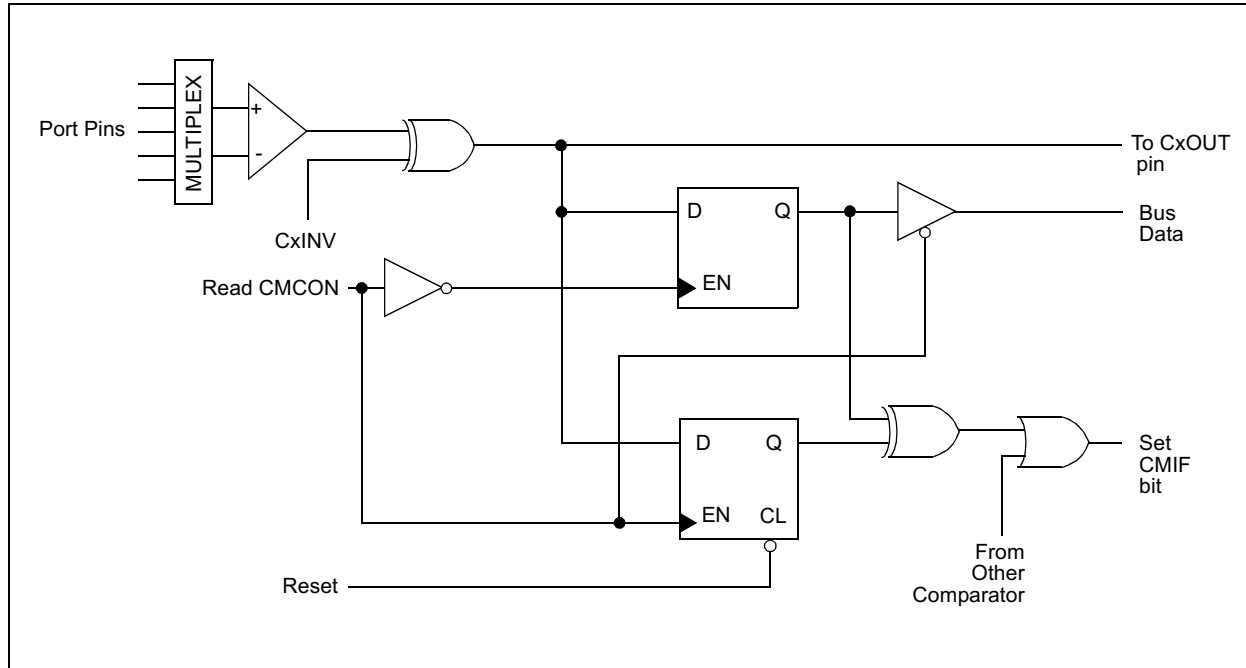 MULTIPLEX
Port Pins
+
-
CxINV
To CxOUT
pin
D
Q
EN
Bus
Data
Read CMCON
D
Q
EN
CL
Set
CMIF
bit
From
Other
Comparator
Reset